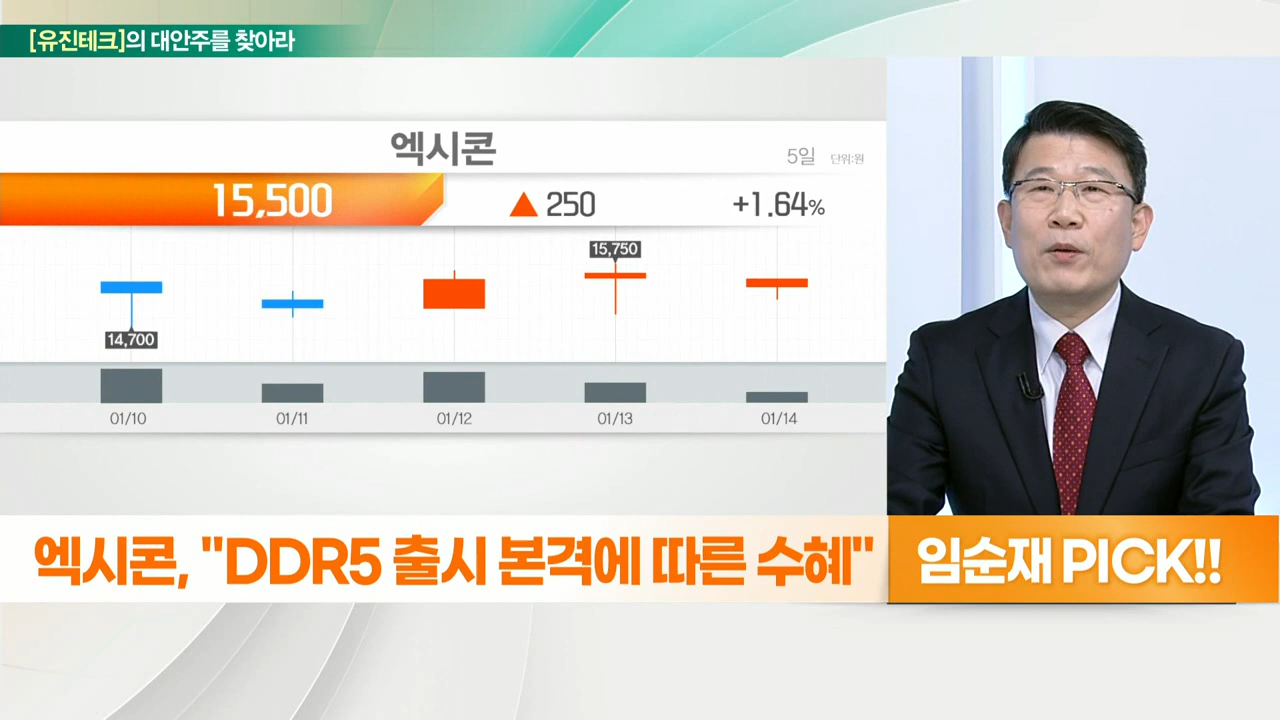 [유진테크]의 대안주를 찾아라
엑시콘
5일 단위:원
15,500 ▲ 250 +1.64%
15,750
14,700
01/10 01/11 01/12 01/13 01/14
엑시콘, "DDR5 출시 본격에 따른 수혜"
임순재 PICK!!